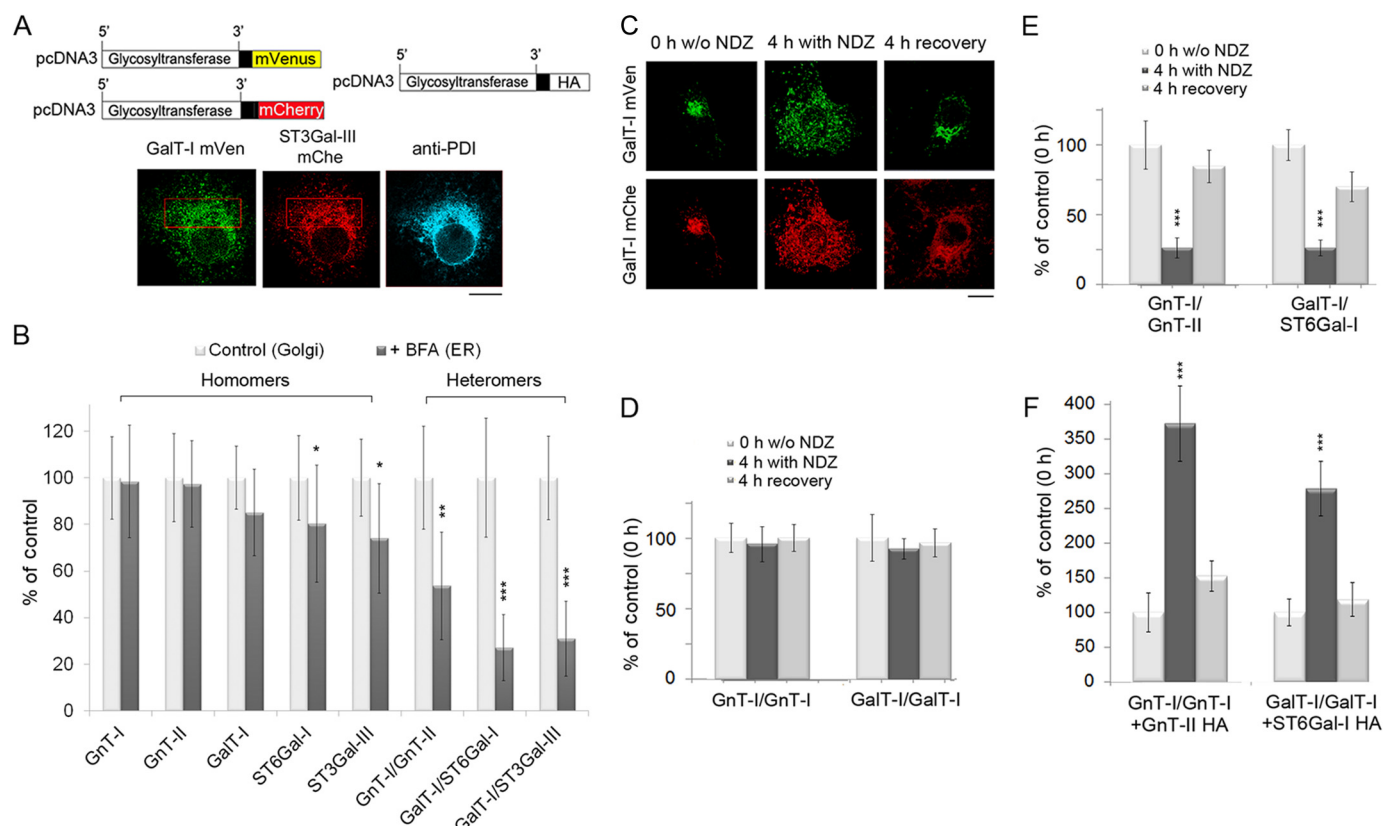 A
5’ 3’
pcDNA3 Glycosyltransferase mVenus
3’
pcDNA3 Glycosyltransferase mCherry
5’ 3’
pcDNA3 Glycosyltransferase HA
GalT-I mVen
ST3Gal-III
mChe
anti-PDI
B
Control (Golgi) + BFA (ER)
Homomers Heteromers
% of control
120
100
80
60
40
20
0
* * ** *** ***
GnT-I
GnT-II
GalT-I
ST6Gal-I
ST3Gal-III
GnT-I/GnT-II
GalT-I/ST6Gal-I
GalT-I/ST3Gal-III
C
0 h w/o NDZ 4 h with NDZ 4 h recovery
GalT-I mVen
GalT-I mChe
D
0 h w/o NDZ
4 h with NDZ
4 h recovery
% of control (0 h)
100
50
0
GnT-I/GnT-I GalT-I/GalT-I
E
0 h w/o NDZ
4 h with NDZ
4 h recovery
% of control (0 h)
100
50
0
*** ***
GnT-I/
GnT-II
GalT-I/
ST6Gal-I
F
% of control (0 h)
400
350
300
250
200
150
100
50
0
*** ***
GnT-I/GnT-I
+GnT-II HA
GalT-I/GalT-I
+ST6Gal-I HA